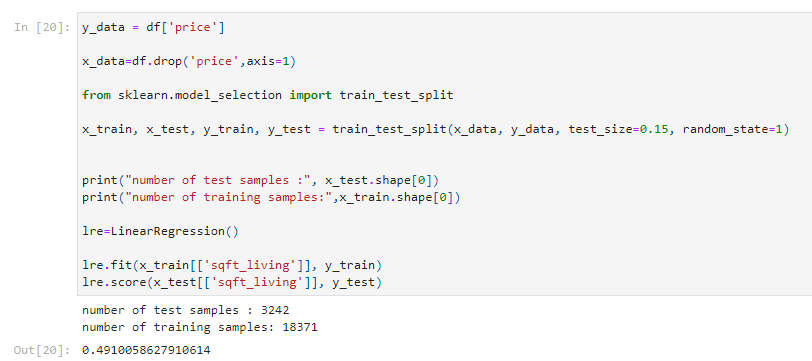 In [20]: y_data = df['price']
x_data=df.drop('price',axis=1)
from sklearn.model_selection import train_test_split
x_train, x_test, y_train, y_test = train_test_split(x_data, y_data, test_size=0.15, random_state=1)
print("number of test samples :", x_test.shape[0])
print("number of training samples:",x_train.shape[0])
lre=LinearRegression()
lre.fit(x_train[['sqft_living']], y_train)
lre.score(x_test[['sqft_living']], y_test)
number of test samples : 3242
number of training samples: 18371
Out[20]: 0.4910058627910614